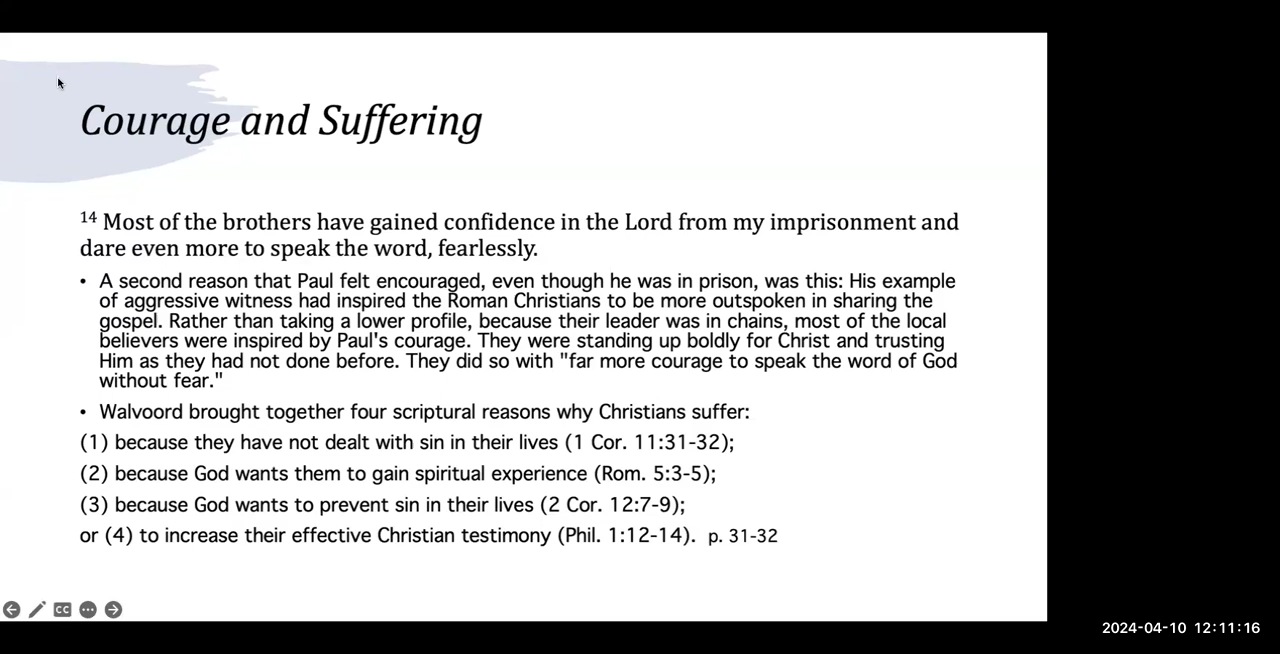 Courage and Suffering
14 Most of the brothers have gained confidence in the Lord from my imprisonment and
dare even more to speak the word, fearlessly.
• A second reason that Paul felt encouraged, even though he was in prison, was this: His example
of aggressive witness had inspired the Roman Christians to be more outspoken in sharing the
gospel. Rather than taking a lower profile, because their leader was in chains, most of the local
believers were inspired by Paul's courage. They were standing up boldly for Christ and trusting
Him as they had not done before. They did so with "far more courage to speak the word of God
without fear."
• Walvoord brought together four scriptural reasons why Christians suffer:
(1) because they have not dealt with sin in their lives (1 Cor. 11:31-32);
(2) because God wants them to gain spiritual experience (Rom. 5:3-5);
(3) because God wants to prevent sin in their lives (2 Cor. 12:7-9);
or (4) to increase their effective Christian testimony (Phil. 1:12-14). p. 31-32
CC
2024-04-10 12:11:16